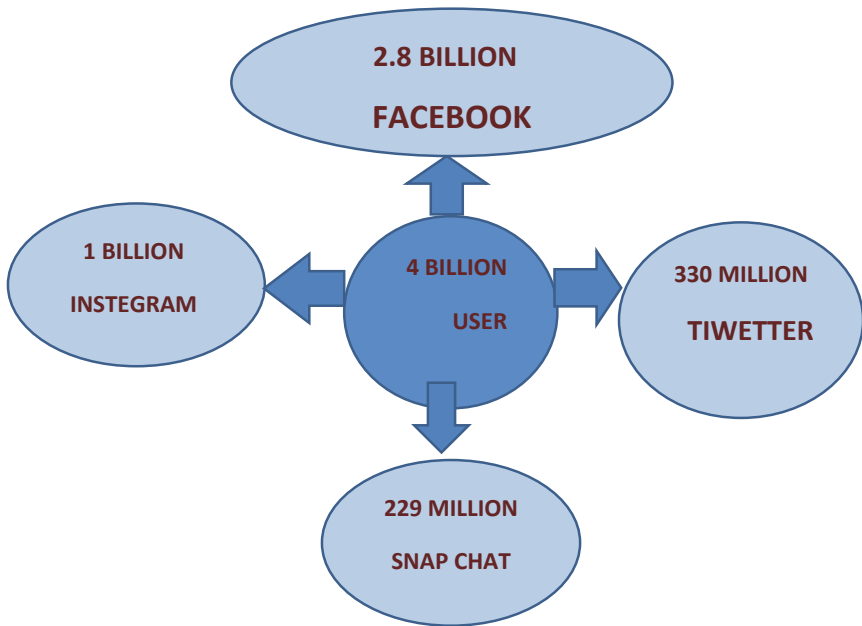 2.8 BILLION
FACEBOOK
1 BILLION
INSTEGRAM
4 BILLION
USER
330 MILLION
TIWETTER
229 MILLION
SNAP CHAT